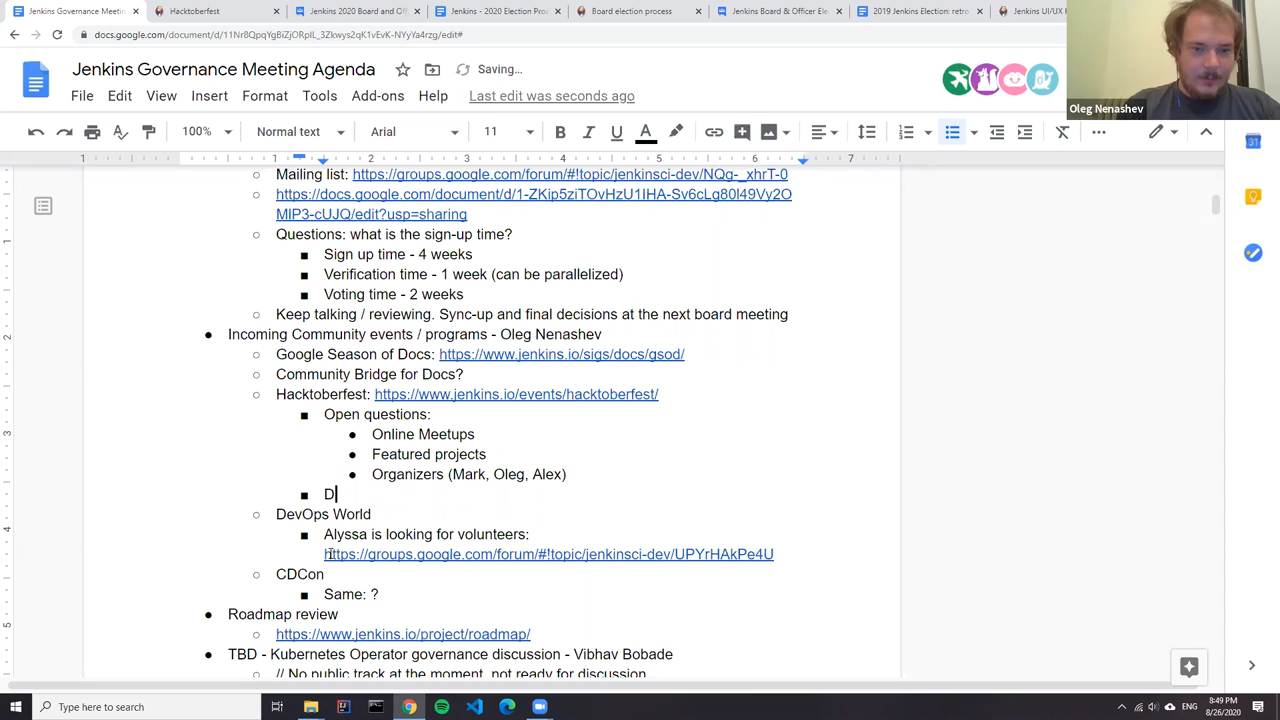 Jenkins Governance Meetin
Hacktoberfest
Jenkins 2020 Board and Off
Jenkins - 2020 Election Pro
Board election process
Jenkins Board & Officer Ele
2019 Jenkins Election: retro
Jenkins UI/UX
docs.google.com/document/d/11Nr8QpqYgBiZjORpIL_3Zkwys2qK1vEvK-NYyYa4rzg/edit#
Jenkins Governance Meeting Agenda
Saving...
File Edit View Insert Format Tools Add-ons Help Last edit was seconds ago
Oleg Nenashev
100% Normal text Arial 11 B I U A
1 1 2 3 4 5 6 7
Mailing list: https://groups.google.com/forum/#!topic/jenkinsci-dev/NQg-_xhrT-0
https://docs.google.com/document/d/1-ZKip5ziTOvHzU1IHA-Sv6cLg80l49Vy2O
MlP3-cUJQ/edit?usp=sharing
Questions: what is the sign-up time?
Sign up time - 4 weeks
Verification time - 1 week (can be parallelized)
Voting time - 2 weeks
Keep talking / reviewing. Sync-up and final decisions at the next board meeting
Incoming Community events / programs - Oleg Nenashev
Google Season of Docs: https://www.jenkins.io/sigs/docs/gsod/
Community Bridge for Docs?
Hacktoberfest: https://www.jenkins.io/events/hacktoberfest/
Open questions:
Online Meetups
Featured projects
Organizers (Mark, Oleg, Alex)
D
DevOps World
Alyssa is looking for volunteers:
https://groups.google.com/forum/#!topic/jenkinsci-dev/UPYrHAkPe4U
CDCon
Same: ?
Roadmap review
https://www.jenkins.io/project/roadmap/
TBD - Kubernetes Operator governance discussion - Vibhav Bobade
// No public track at the moment, not ready for discussion
Type here to search
8:49 PM
8/26/2020